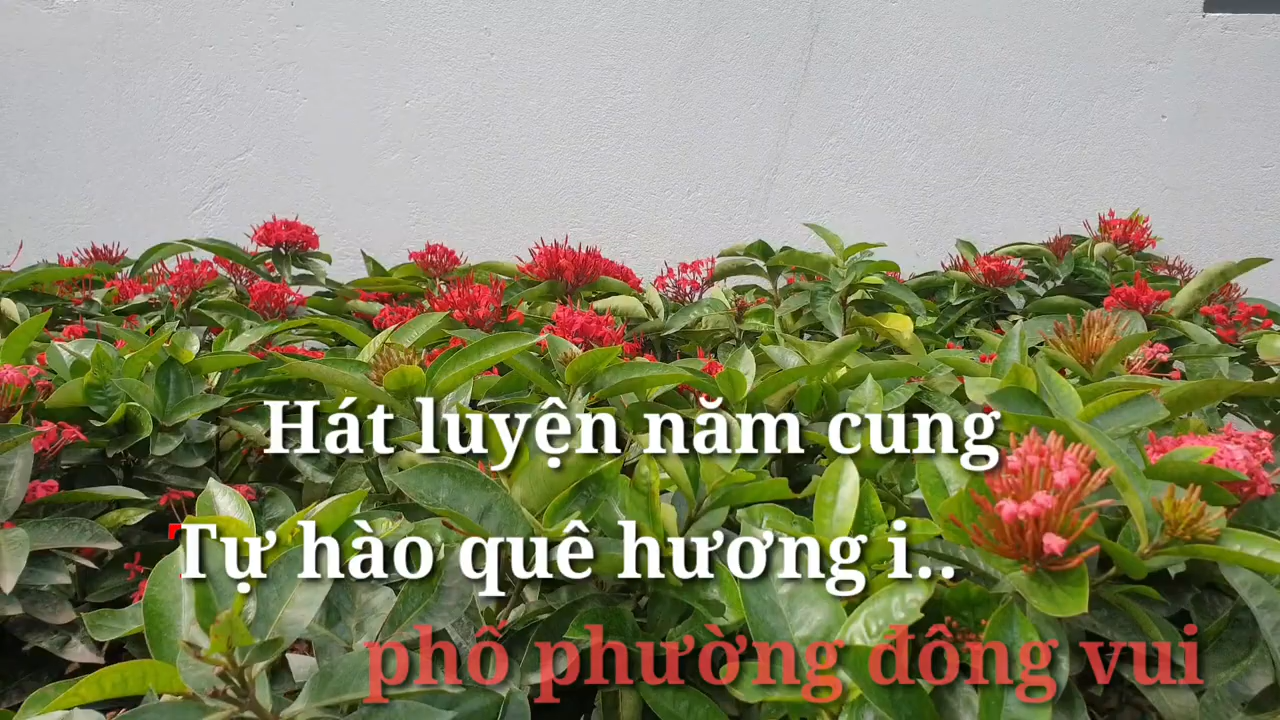 Hát luyện năm cung
Tự hào quê hương i..
phố phường đông vui